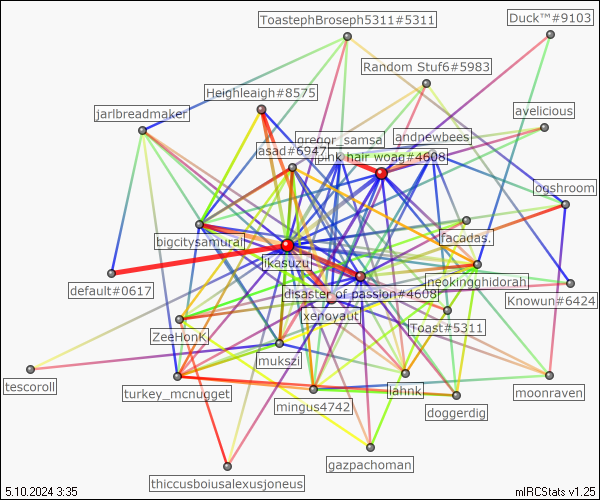 ToastephBroseph5311#5311
Duck™#9103
Random Stuf6#5983
Heighleaigh#8575
jarlbreadmaker
avelicious
gregor_samsa
andnewbees
asad#6947
pink hair woag#4608
ogshroom
facadas.
bigcitysamurai
ikasuzu
neokingghidorah
default#0617
disaster of passion#4608
Knowun#6424
xenovaut
Toast#5311
ZeeHonK
mukszi
tescoroll
turkey_mcnugget
lahnk
moonraven
mingus4742
doggerdig
gazpachoman
thiccusboiusalexusjoneus
5.10.2024 3:35
mIRCStats v1.25